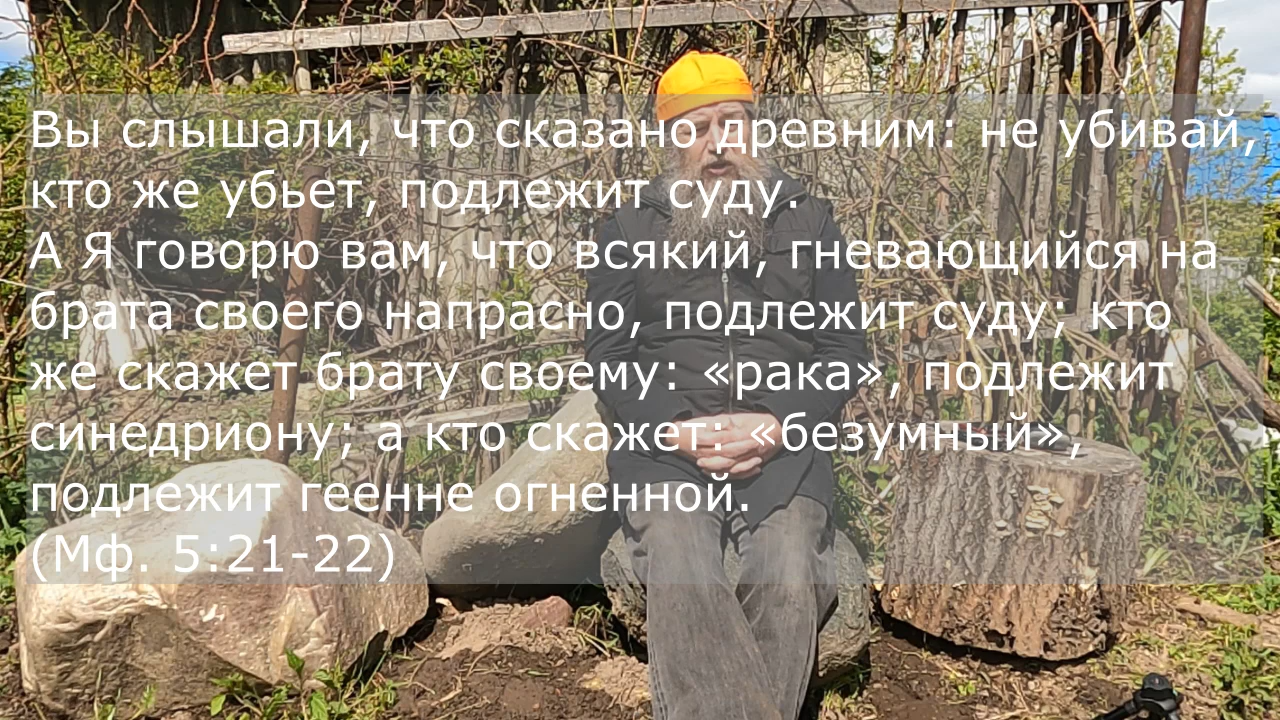 Вы слышали, что сказано древним: не убивай,
кто же убьет, подлежит суду.
А Я говорю вам, что всякий, гневающийся на
брата своего напрасно, подлежит суду; кто
же скажет брату своему: «рака», подлежит
синедриону; а кто скажет: «безумный»,
подлежит геенне огненной.
(Мф. 5:21-22)